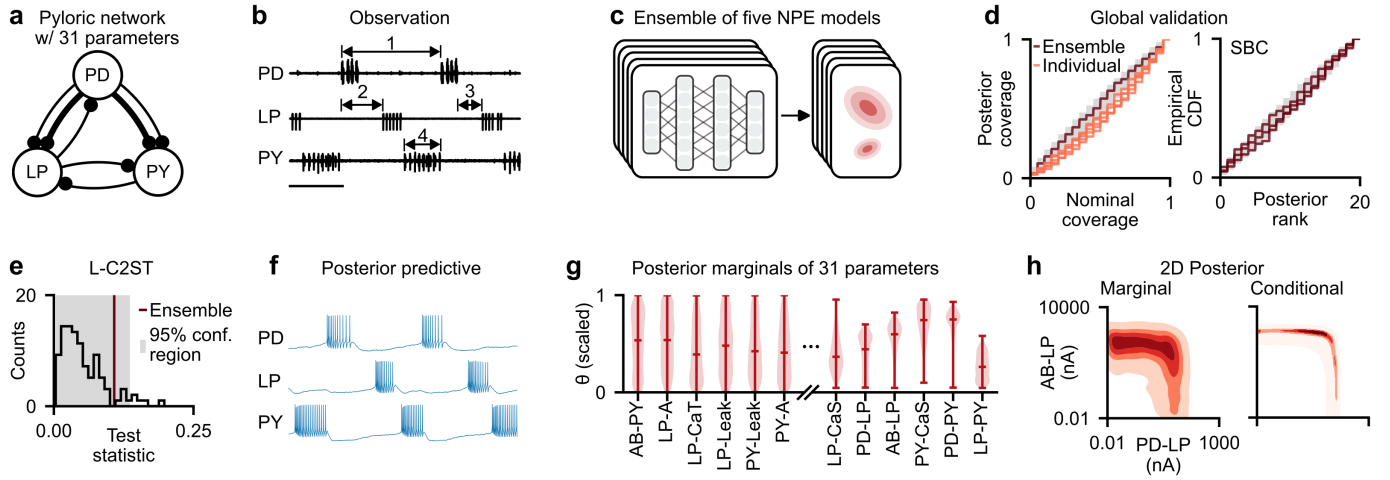 a
Pyloric network
w/ 31 parameters
PD
LP
PY
b
Observation
1
PD
2
3
LP
4
PY
c
Ensemble of five NPE models
d
Global validation
1
Ensemble
Individual
Posterior
coverage
0
0
1
Nominal
coverage
1
SBC
Empirical
CDF
0
0
20
Posterior
rank
e
L-C2ST
20
Counts
0
0.00
0.25
Test
statistic
Ensemble
95% conf.
region
f
Posterior predictive
PD
LP
PY
g
Posterior marginals of 31 parameters
1
θ (scaled)
0
...
AB-PY
LP-A
LP-CaT
LP-Leak
PY-Leak
PY-A
LP-CaS
PD-LP
AB-LP
PY-CaS
PD-PY
LP-PY
h
2D Posterior
Marginal
Conditional
10000
AB-LP
(nA)
0.01
0.01
1000
PD-LP
(nA)